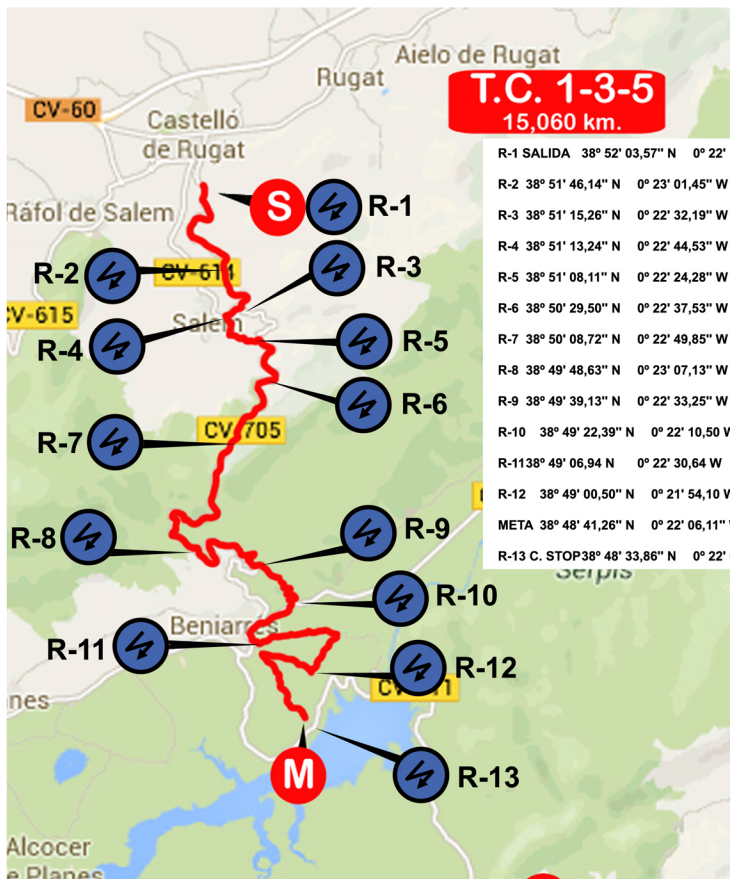 Aielo de Rugat
Rugat
T.C. 1-3-5
15,060 km.
CV-60
Castelló
de Rugat
R-1 SALIDA 38º 52' 03,57" N 0º 22'
R-2 38º 51' 46,14" N 0º 23' 01,45" W
R-3 38º 51' 15,26" N 0º 22' 32,19" W
R-4 38º 51' 13,24" N 0º 22' 44,53" W
R-5 38º 51' 08,11" N 0º 22' 24,28" W
R-6 38º 50' 29,50" N 0º 22' 37,53" W
R-7 38º 50' 08,72" N 0º 22' 49,85" W
R-8 38º 49' 48,63" N 0º 23' 07,13" W
R-9 38º 49' 39,13" N 0º 22' 33,25" W
R-10 38º 49' 22,39" N 0º 22' 10,50 W
R-1138º 49' 06,94 N 0º 22' 30,64 W
R-12 38º 49' 00,50" N 0º 21' 54,10 W
META 38º 48' 41,26" N 0º 22' 06,11"
R-13 C. STOP38º 48' 33,86" N 0º 22'
S
R-1
Ráfol de Salem
R-2
CV-614
R-3
CV-615
Salem
R-4
R-5
R-6
R-7
CV-705
R-8
R-9
Serpis
R-10
Beniarrés
R-11
R-12
nes
M
R-13
Alcocer
e Planes